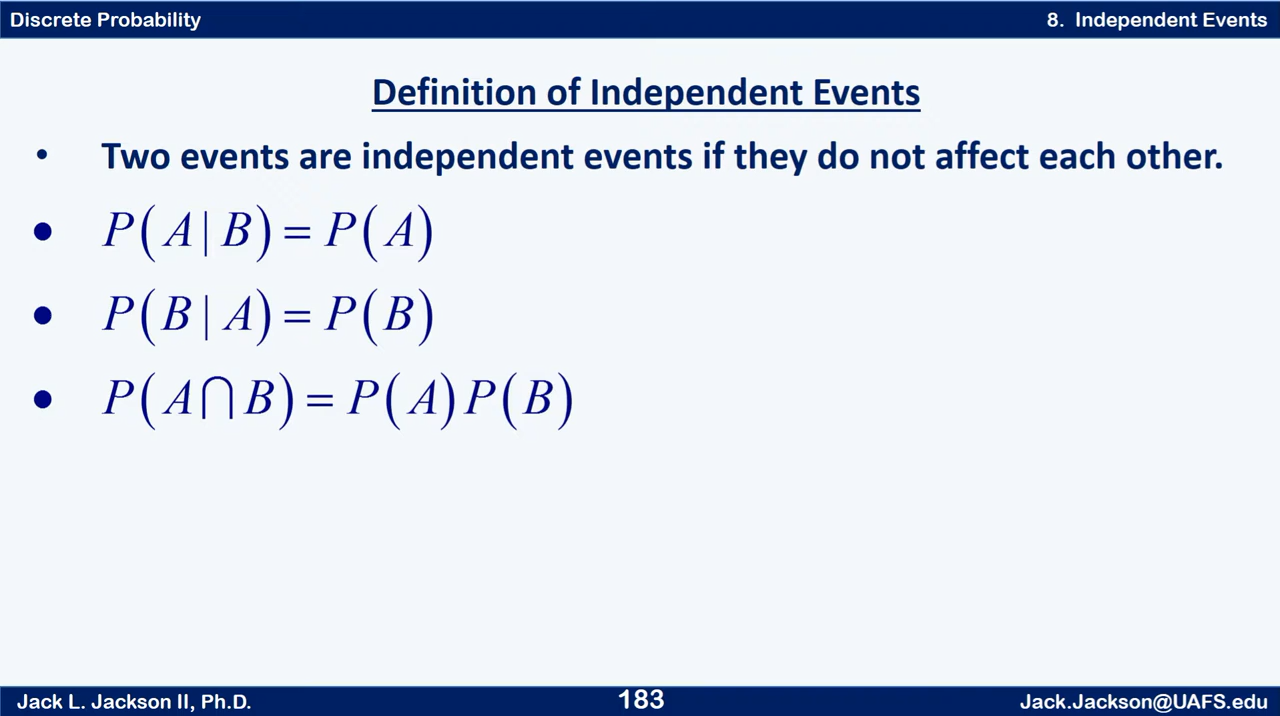 Discrete Probability
8. Independent Events
Definition of Independent Events
• Two events are independent events if they do not affect each other.
• P(A | B) = P(A)
• P(B | A) = P(B)
• P(A ∩ B) = P(A)P(B)
Jack L. Jackson II, Ph.D.
183
Jack.Jackson@UAFS.edu